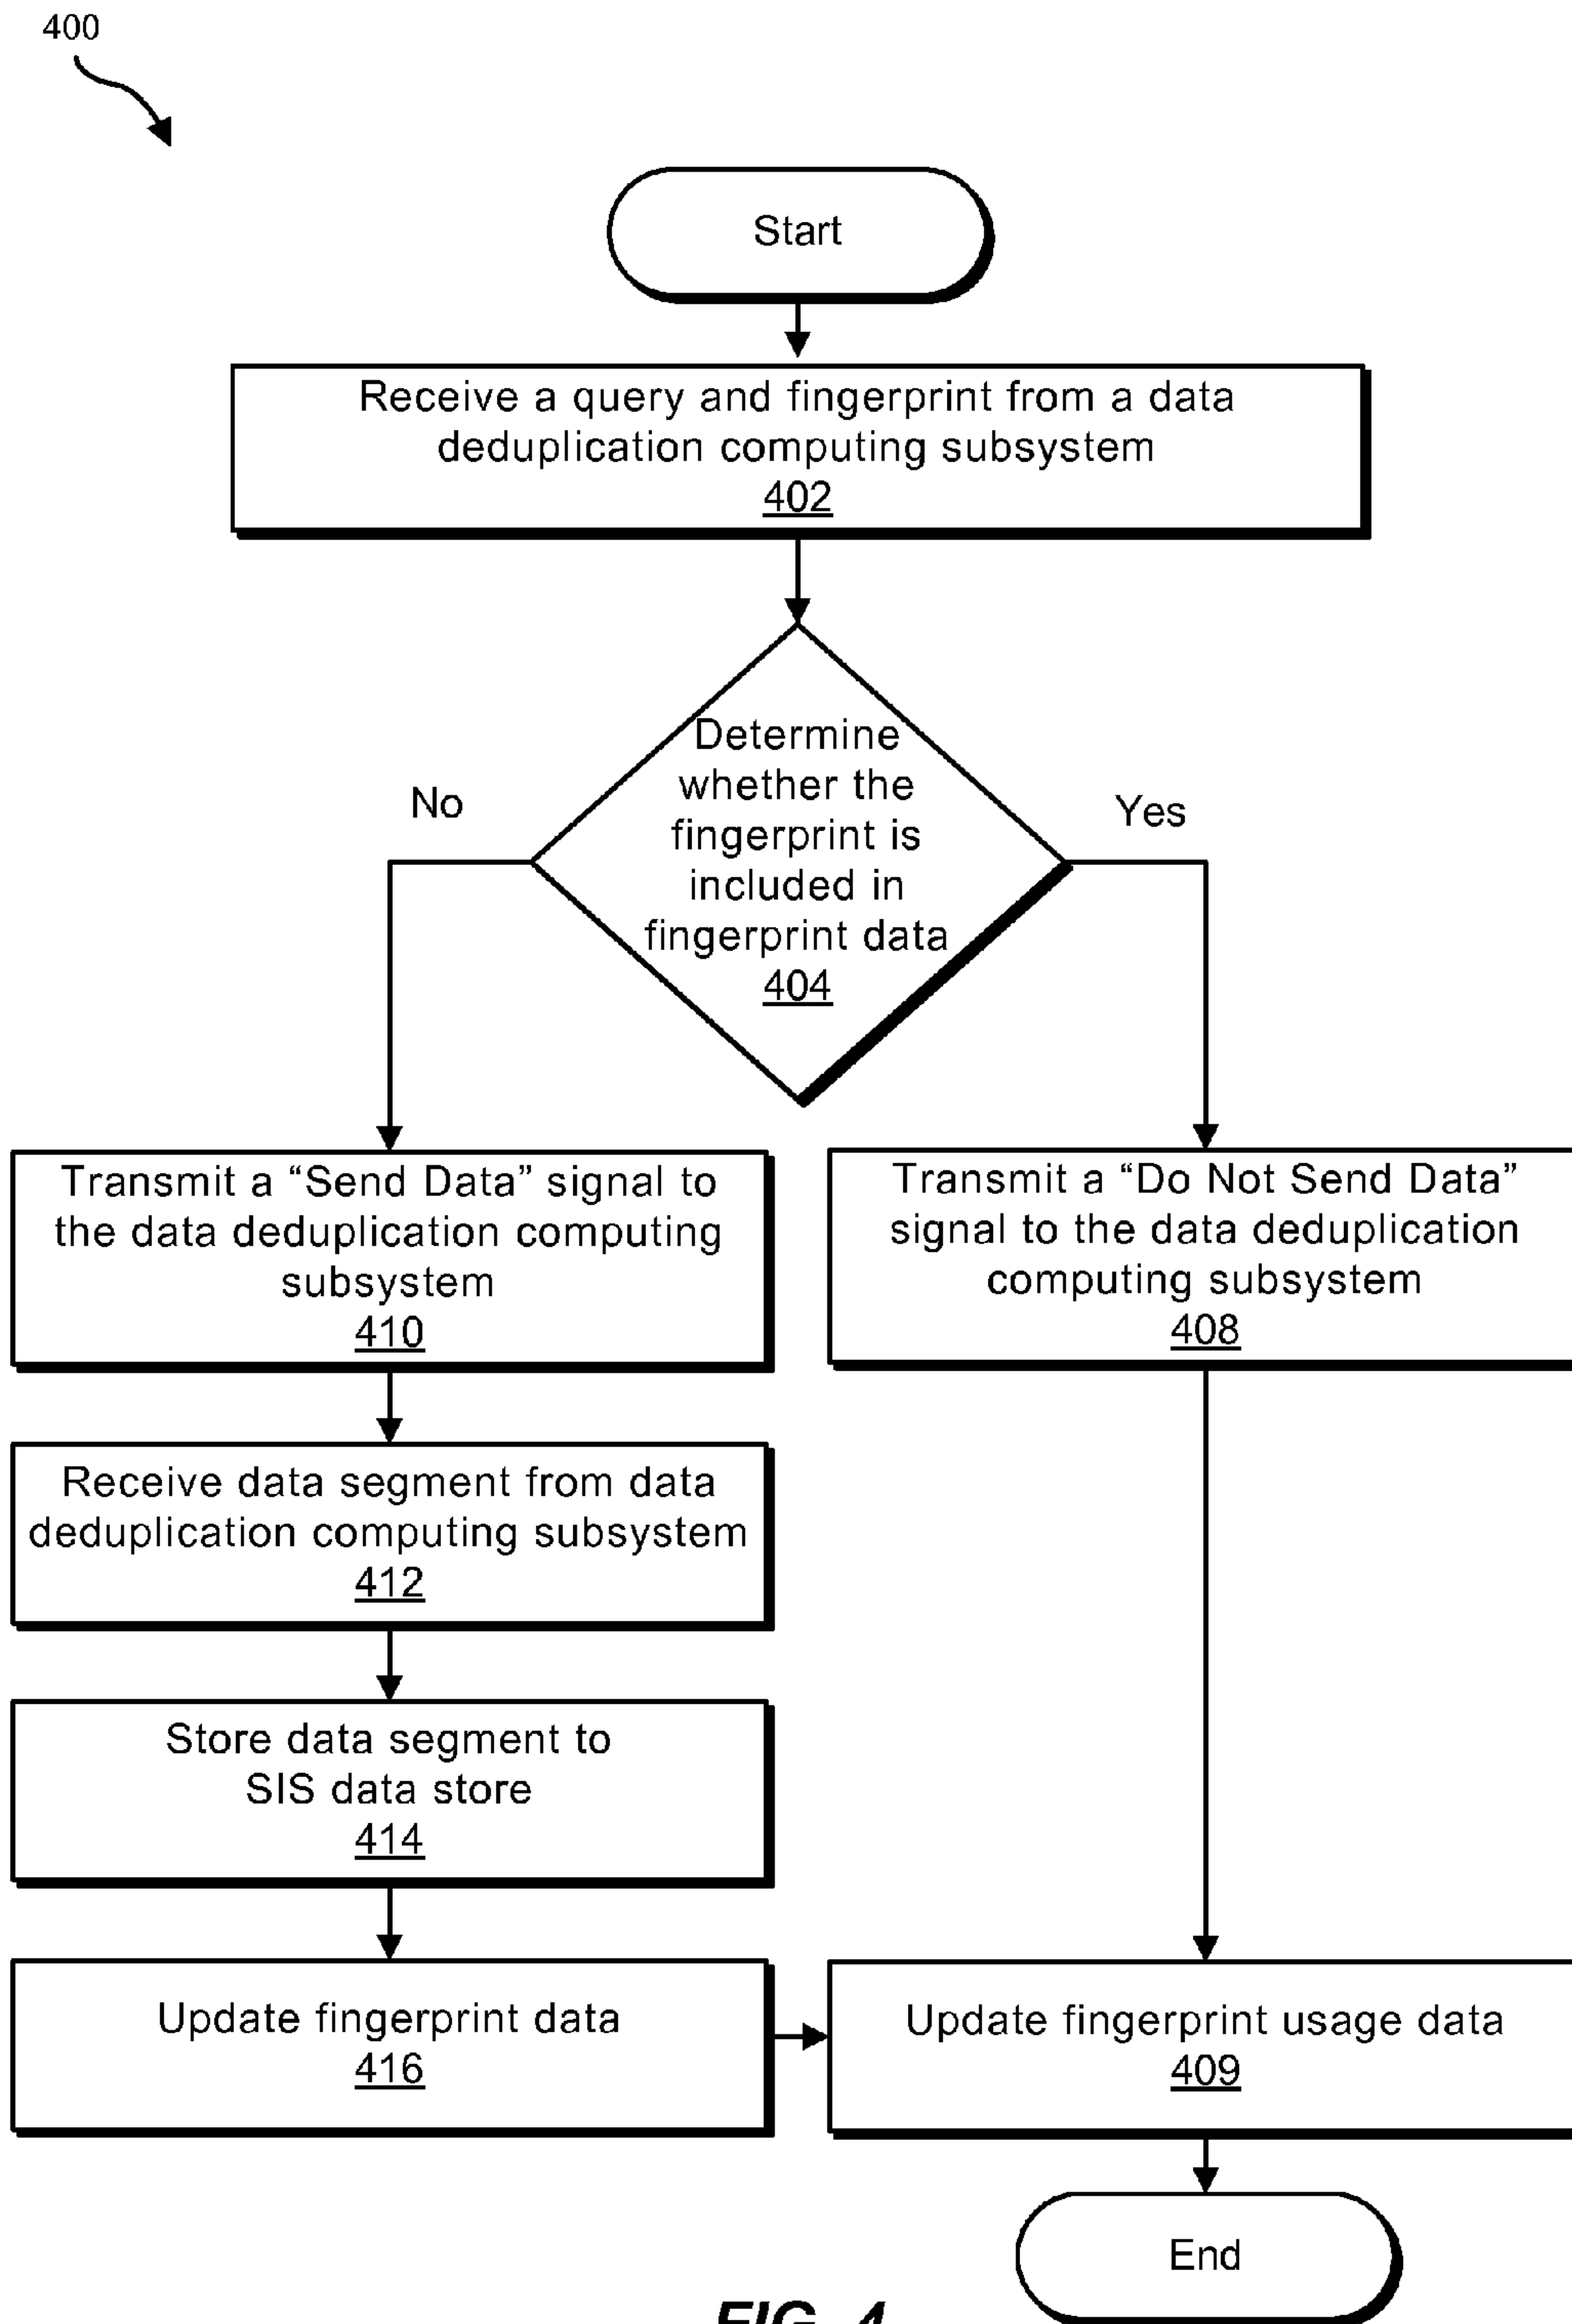 400
Start
Receive a query and fingerprint from a data
deduplication computing subsystem
402
Determine
whether the
fingerprint is
included in
fingerprint data
404
No
Yes
Transmit a “Send Data” signal to
the data deduplication computing
subsystem
410
Transmit a “Do Not Send Data”
signal to the data deduplication
computing subsystem
408
Receive data segment from data
deduplication computing subsystem
412
Store data segment to
SIS data store
414
Update fingerprint data
416
Update fingerprint usage data
409
End
FIG. 4